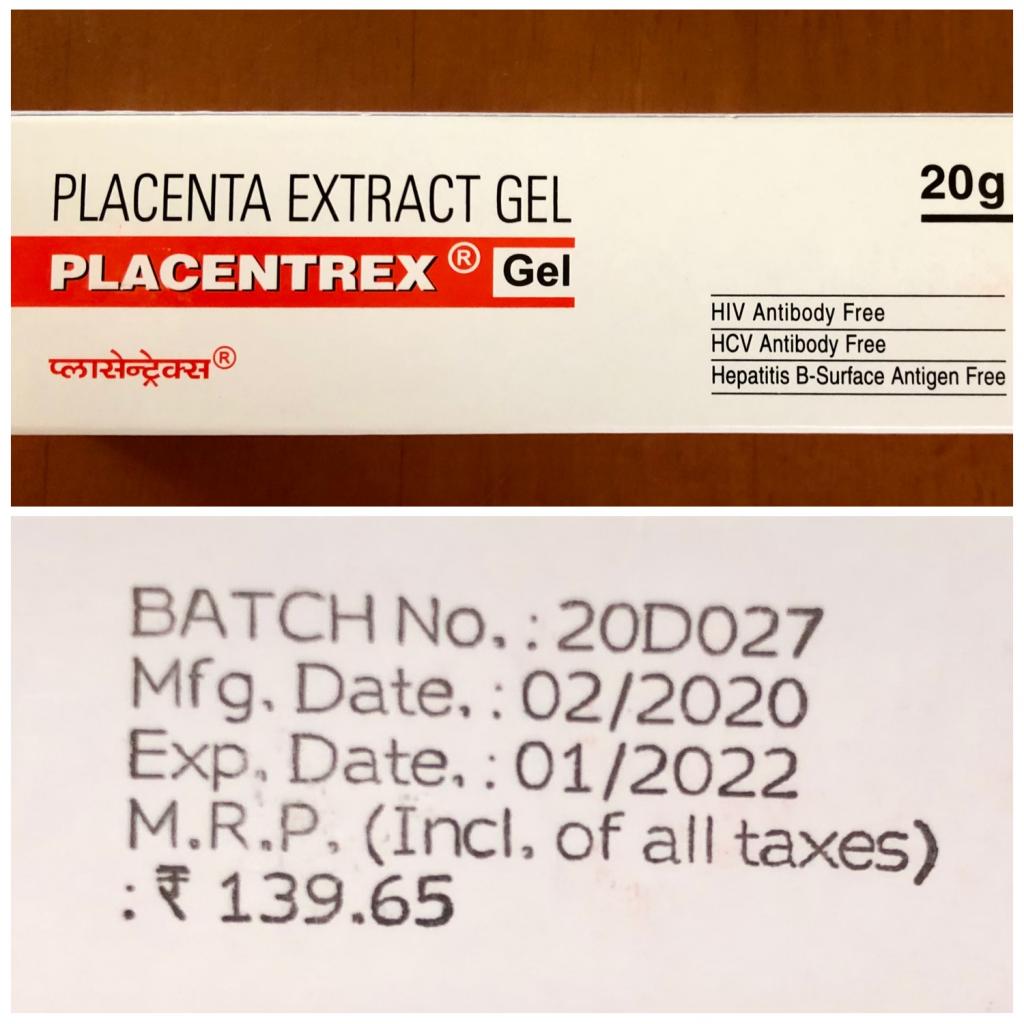 PLACENTA EXTRACT GEL
20g
PLACENTREX® Gel
HIV Antibody Free
HCV Antibody Free
Hepatitis B-Surface Antigen Free
प्लासेन्ट्रेक्स®
BATCH No. : 20D027
Mfg. Date. : 02/2020
Exp. Date. : 01/2022
M.R.P. (Incl. of all taxes)
: ₹ 139.65